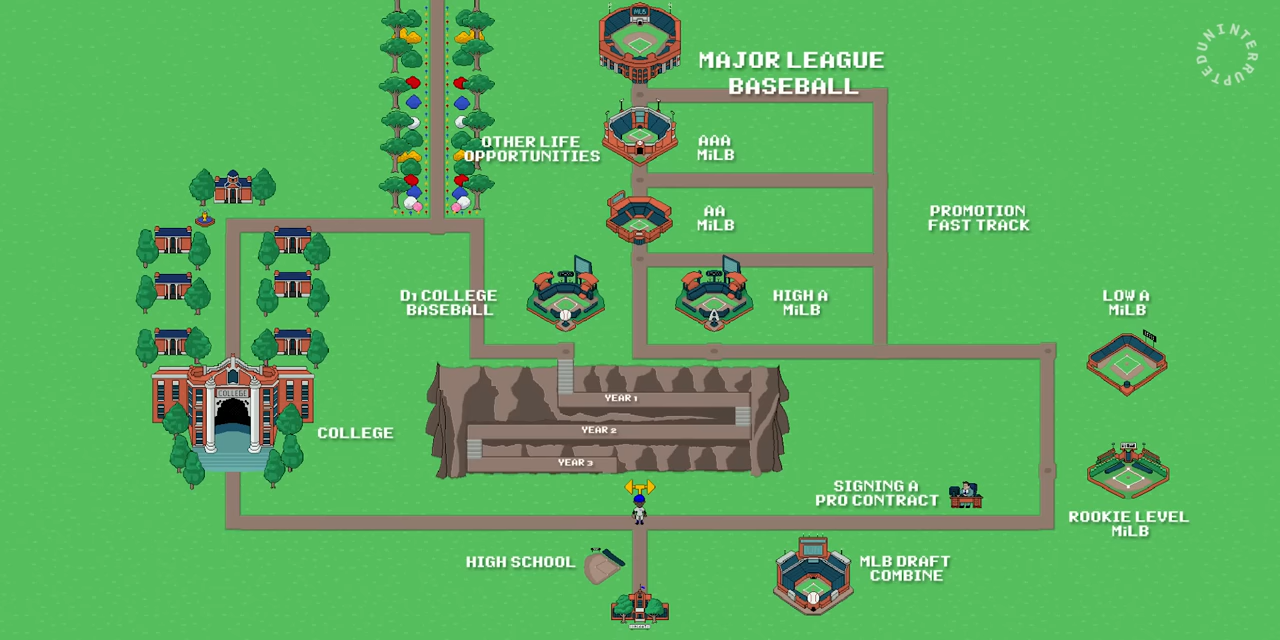 MLB
MAJOR LEAGUE
BASEBALL
UNINTERRUPTED
OTHER LIFE
OPPORTUNITIES
AAA
MiLB
AA
MiLB
PROMOTION
FAST TRACK
D1 COLLEGE
BASEBALL
HIGH A
MiLB
LOW A
MiLB
COLLEGE
YEAR 1
YEAR 2
YEAR 3
COLLEGE
SIGNING A
PRO CONTRACT
ROOKIE LEVEL
MiLB
HIGH SCHOOL
MLB DRAFT
COMBINE